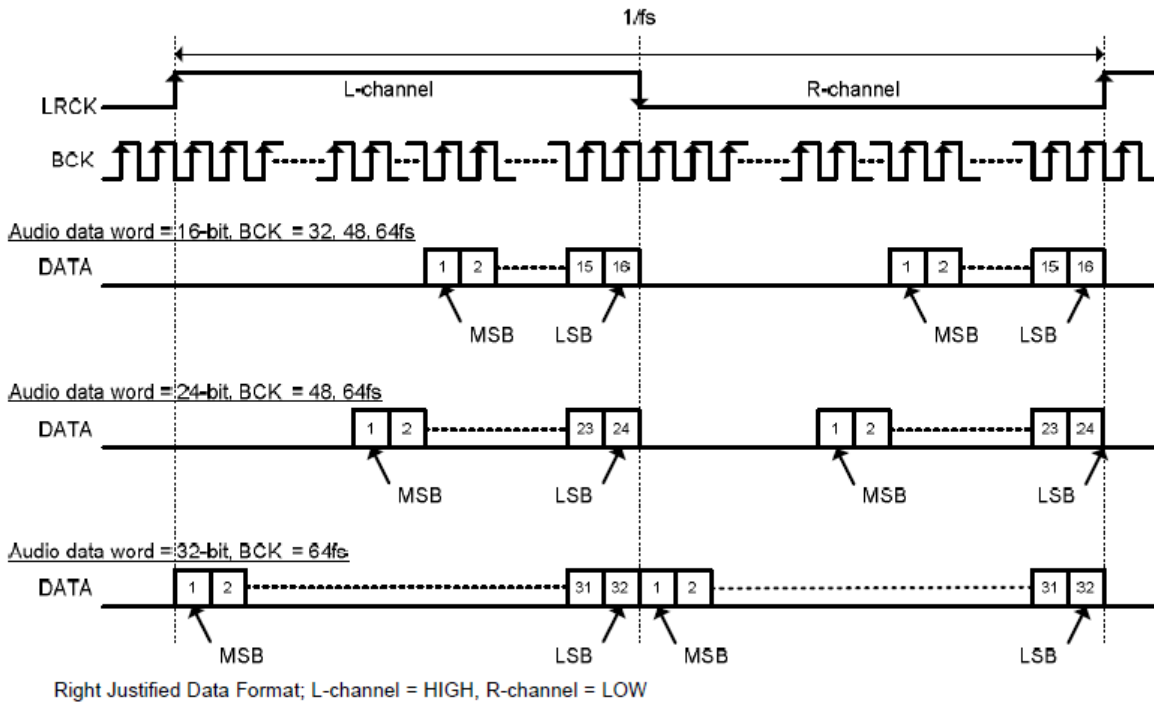 1/fs
LRCK L-channel R-channel
BCK
Audio data word = 16-bit, BCK = 32, 48, 64fs
DATA 1 2 15 16 1 2 15 16
MSB LSB MSB LSB
Audio data word = 24-bit, BCK = 48, 64fs
DATA 1 2 23 24 1 2 23 24
MSB LSB MSB LSB
Audio data word = 32-bit, BCK = 64fs
DATA 1 2 31 32 1 2 31 32
MSB LSB MSB LSB
Right Justified Data Format; L-channel = HIGH, R-channel = LOW